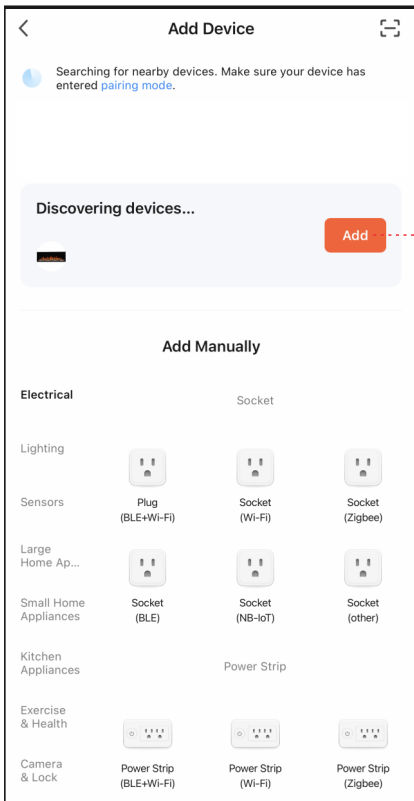 Add Device
Searching for nearby devices. Make sure your device has
entered pairing mode.
Discovering devices...
Add
Add Manually
Electrical
Socket
Lighting
Sensors
Plug
(BLE+Wi-Fi)
Socket
(Wi-Fi)
Socket
(Zigbee)
Large
Home Ap...
Small Home
Appliances
Socket
(BLE)
Socket
(NB-IoT)
Socket
(other)
Kitchen
Appliances
Power Strip
Exercise
& Health
Camera
& Lock
Power Strip
(BLE+Wi-Fi)
Power Strip
(Wi-Fi)
Power Strip
(Zigbee)